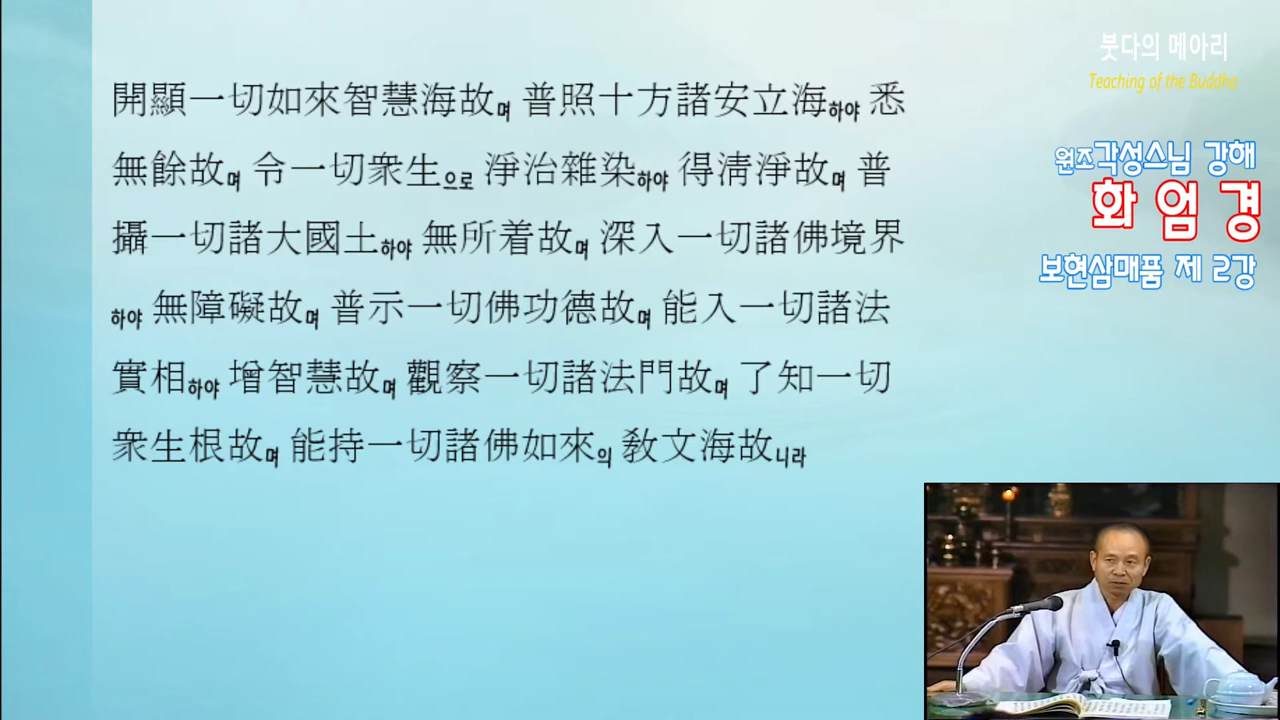 開顯一切如來智慧海故며 普照十方諸安立海하야 悉
無餘故며 令一切衆生으로 淨治雜染하야 得淸淨故며 普
攝一切諸大國土하야 無所着故며 深入一切諸佛境界
하야 無障礙故며 普示一切佛功德故며 能入一切諸法
實相하야 增智慧故며 觀察一切諸法門故며 了知一切
衆生根故며 能持一切諸佛如來의 敎文海故니라
붓다의 메아리
Teaching of the Buddha
원조각성스님 강해
화엄경
보현삼매품 제 2강